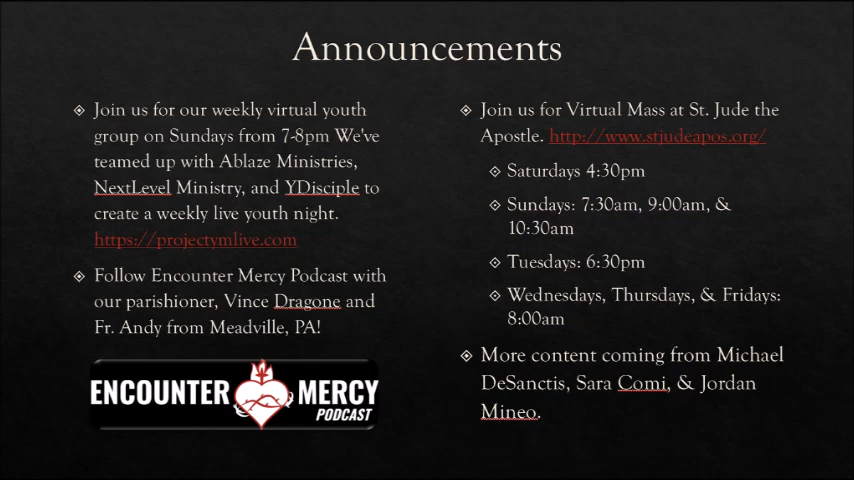 Announcements
Join us for our weekly virtual youth
group on Sundays from 7-8pm We've
teamed up with Ablaze Ministries,
NextLevel Ministry, and YDisciple to
create a weekly live youth night.
https://projectymlive.com
Follow Encounter Mercy Podcast with
our parishioner, Vince Dragone and
Fr. Andy from Meadville, PA!
ENCOUNTER MERCY
PODCAST
Join us for Virtual Mass at St. Jude the
Apostle. http://www.stjudeapos.org/
Saturdays 4:30pm
Sundays: 7:30am, 9:00am, &
10:30am
Tuesdays: 6:30pm
Wednesdays, Thursdays, & Fridays:
8:00am
More content coming from Michael
DeSanctis, Sara Comi, & Jordan
Mineo.